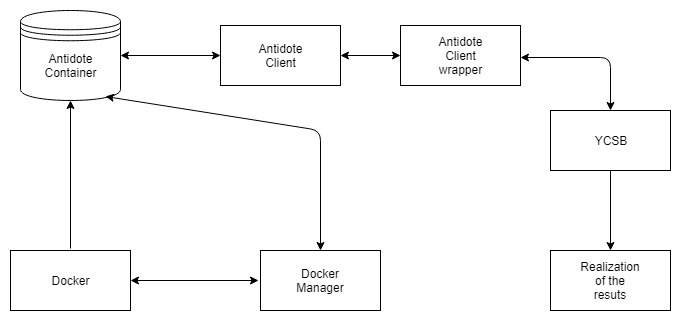 Antidote
Container
Antidote
Client
Antidote
Client
wrapper
YCSB
Docker
Docker
Manager
Realization
of the
resuts